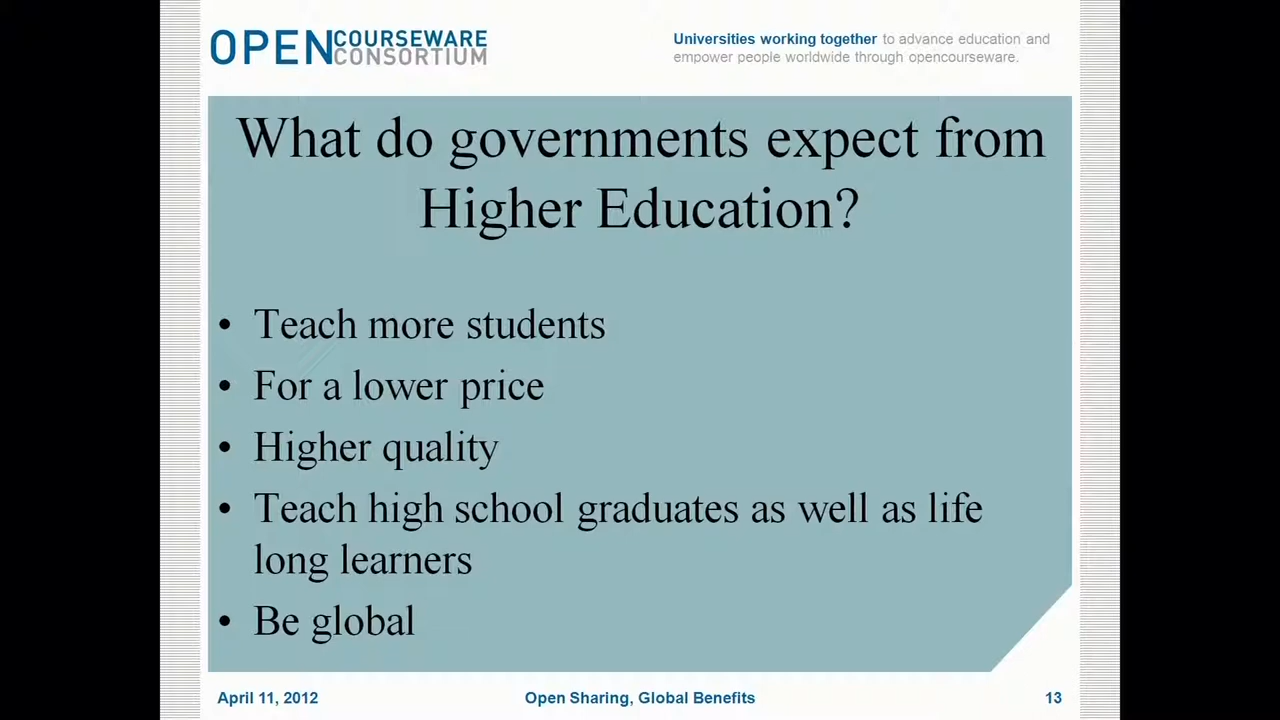 OPENCOURSEWARE
CONSORTIUM
Universities working together to advance education and
empower people worldwide through opencourseware.
What do governments expect from
Higher Education?
• Teach more students
• For a lower price
• Higher quality
• Teach high school graduates as well as life
long learners
• Be global
April 11, 2012
Open Sharing, Global Benefits
13